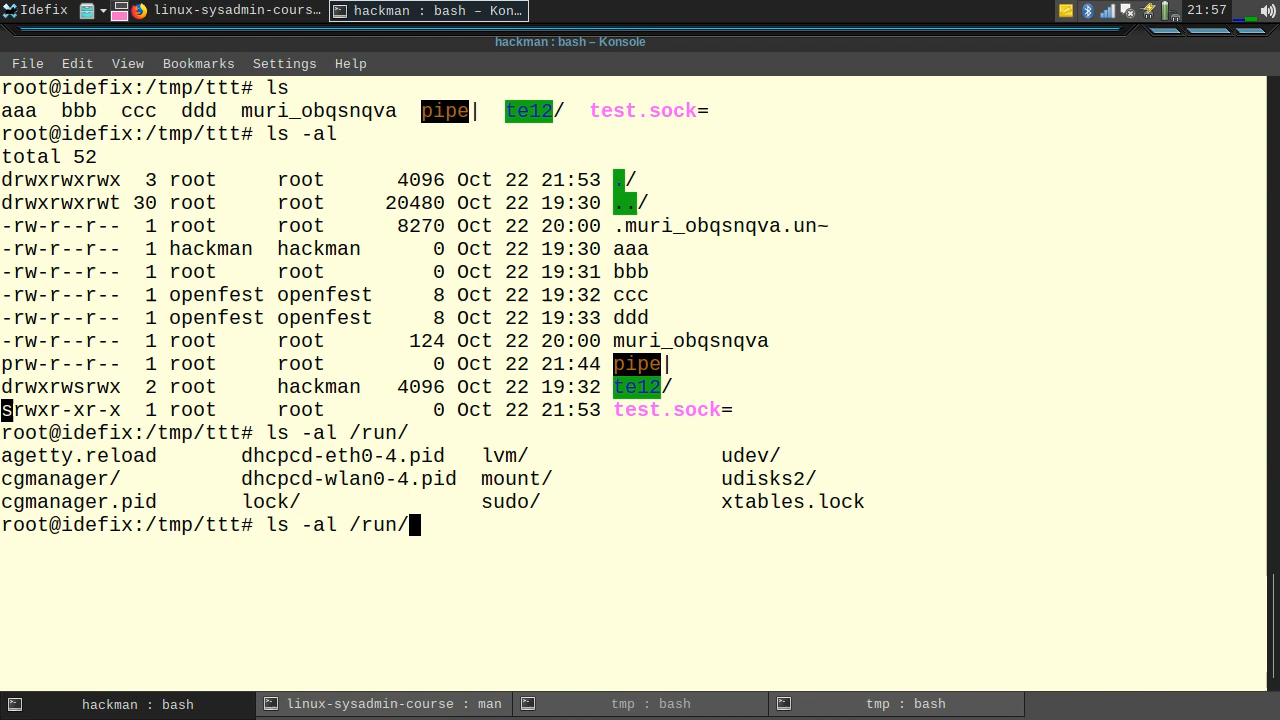 Idefix linux-sysadmin-cours… hackman : bash – Kon… 21:57
hackman : bash – Konsole
File Edit View Bookmarks Settings Help
root@idefix:/tmp/ttt# ls
aaa  bbb  ccc  ddd  muri_obqsnqva  pipe|  te12/  test.sock=
root@idefix:/tmp/ttt# ls -al
total 52
drwxrwxrwx  3 root     root      4096 Oct 22 21:53 ./
drwxrwxrwt 30 root     root     20480 Oct 22 19:30 ../
-rw-r--r--  1 root     root      8270 Oct 22 20:00 .muri_obqsnqva.un~
-rw-r--r--  1 hackman  hackman      0 Oct 22 19:30 aaa
-rw-r--r--  1 root     root         0 Oct 22 19:31 bbb
-rw-r--r--  1 openfest openfest     8 Oct 22 19:32 ccc
-rw-r--r--  1 openfest openfest     8 Oct 22 19:33 ddd
-rw-r--r--  1 root     root       124 Oct 22 20:00 muri_obqsnqva
prw-r--r--  1 root     root         0 Oct 22 21:44 pipe|
drwxrwsrwx  2 root     hackman   4096 Oct 22 19:32 te12/
srwxr-xr-x  1 root     root         0 Oct 22 21:53 test.sock=
root@idefix:/tmp/ttt# ls -al /run/
agetty.reload       dhcpcd-eth0-4.pid   lvm/                udev/
cgmanager/          dhcpcd-wlan0-4.pid  mount/              udisks2/
cgmanager.pid       lock/               sudo/               xtables.lock
root@idefix:/tmp/ttt# ls -al /run/
hackman : bash linux-sysadmin-course : man tmp : bash tmp : bash